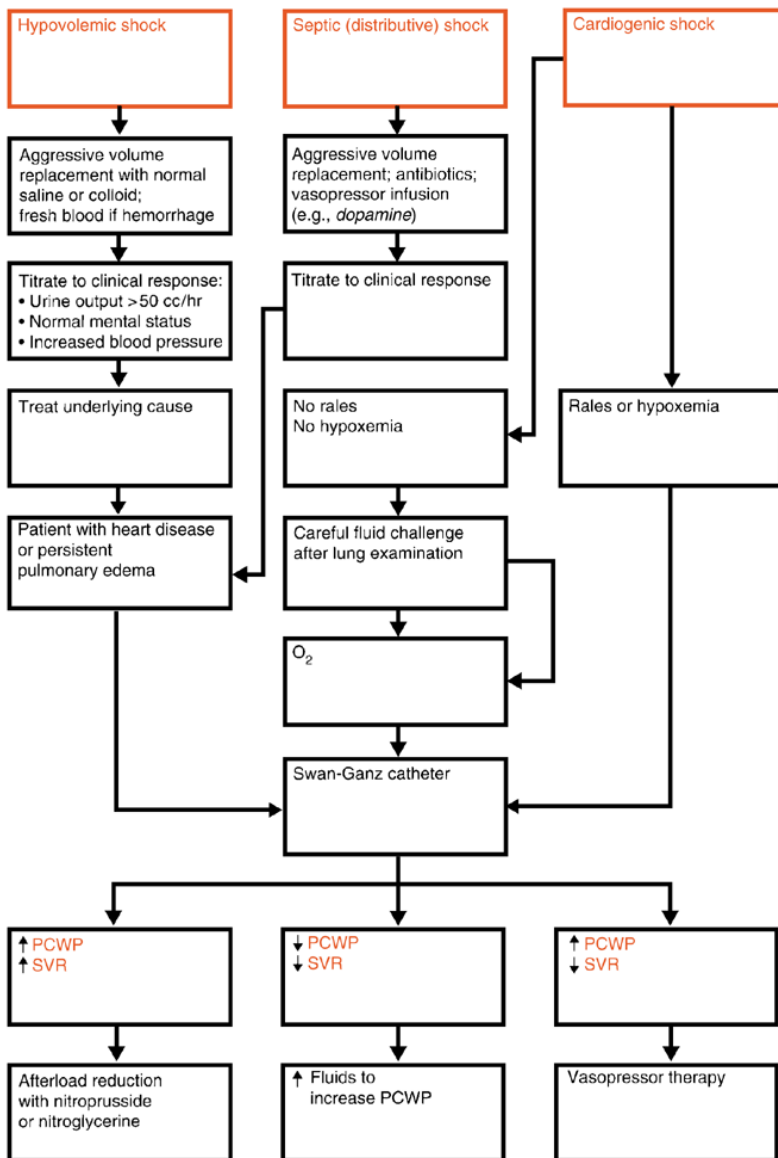 Hypovolemic shock
Septic (distributive) shock
Cardiogenic shock
Aggressive volume
replacement with normal
saline or colloid;
fresh blood if hemorrhage
Aggressive volume
replacement; antibiotics;
vasopressor infusion
(e.g., dopamine)
Titrate to clinical response:
• Urine output >50 cc/hr
• Normal mental status
• Increased blood pressure
Titrate to clinical response
Treat underlying cause
No rales
No hypoxemia
Rales or hypoxemia
Patient with heart disease
or persistent
pulmonary edema
Careful fluid challenge
after lung examination
O₂
Swan-Ganz catheter
↑ PCWP
↑ SVR
↓ PCWP
↓ SVR
↑ PCWP
↓ SVR
Afterload reduction
with nitroprusside
or nitroglycerine
↑ Fluids to
increase PCWP
Vasopressor therapy